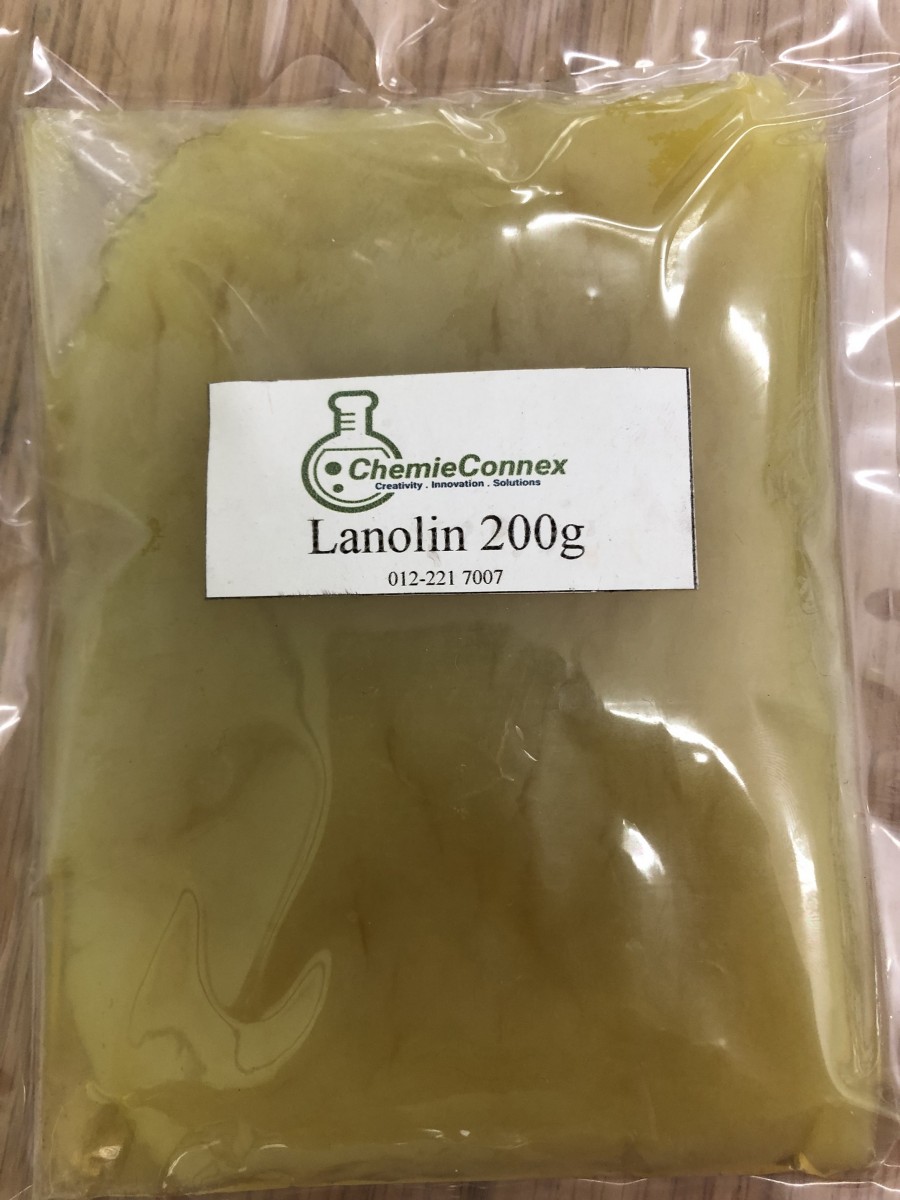 ChemieConnex
Creativity . Innovation . Solutions
Lanolin 200g
012-221 7007